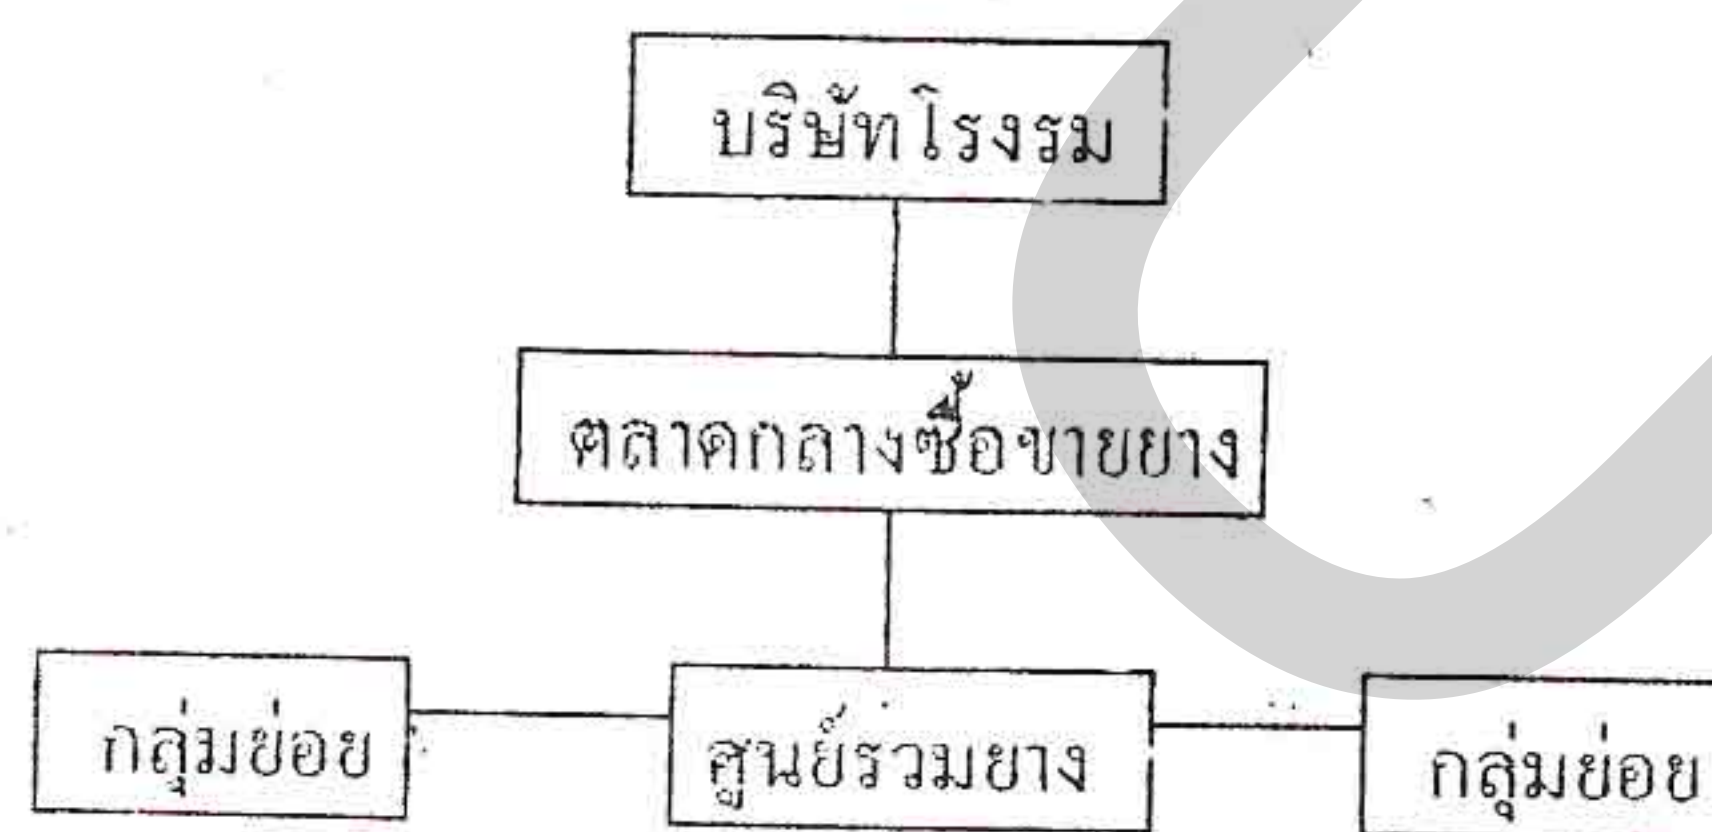 บริษัทโรงรม
ตลาดกลางซื้อขายยาง
กลุ่มย่อย
ศูนย์รวมยาง
กลุ่มย่อย